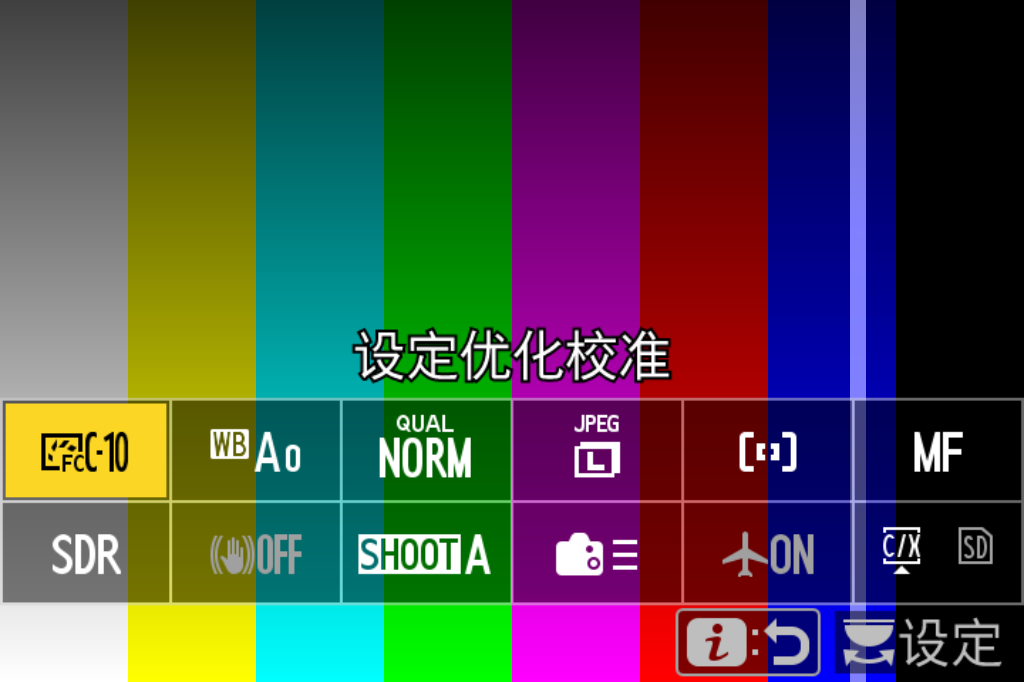 设定优化校准
FC C-10
WB A0
QUAL
NORM
JPEG
L
MF
SDR
OFF
SHOOT A
ON
C/X
SD
i : 设定